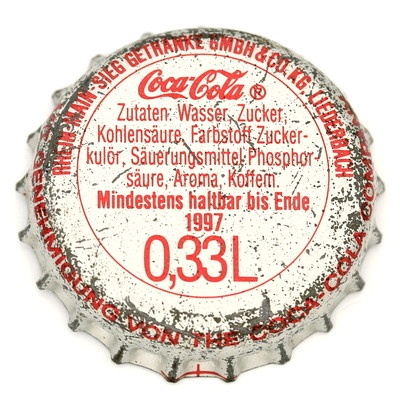 RHEIN-MAIN-SIEG GETRÄNKE GMBH & CO. KG, LIEDERBACH
Coca-Cola ®
Zutaten: Wasser, Zucker,
Kohlensäure, Farbstoff Zucker-
kulör, Säuerungsmittel Phosphor-
säure, Aroma, Koffein.
Mindestens haltbar bis Ende
1997
0,33L
GENEHMIGUNG VON THE COCA-COLA